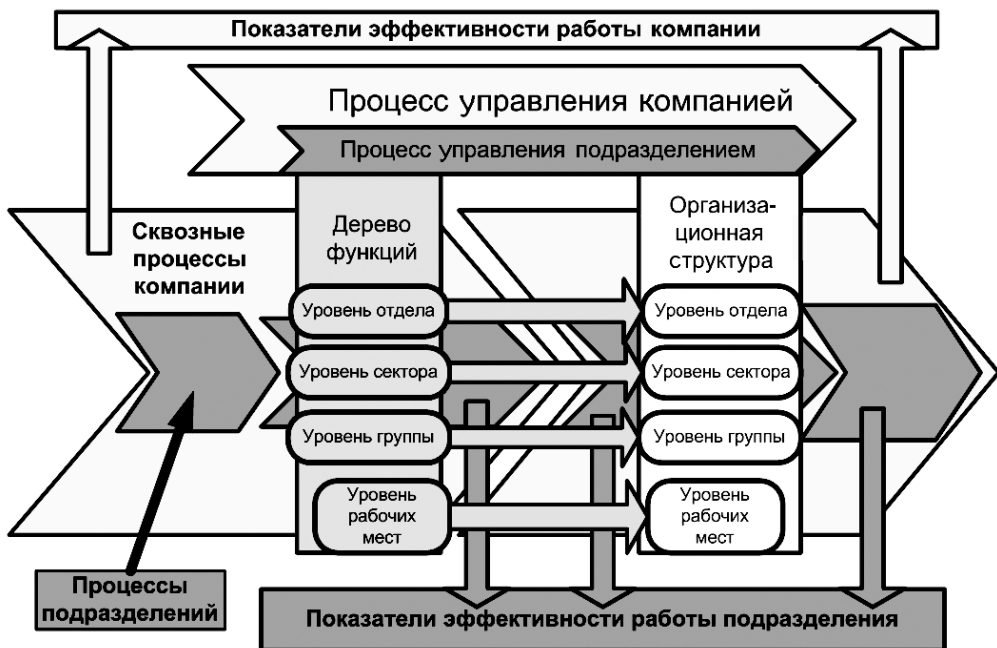 Показатели эффективности работы компании
Процесс управления компанией
Процесс управления подразделением
Сквозные
процессы
компании
Дерево
функций
Организа-
ционная
структура
Уровень отдела
Уровень отдела
Уровень сектора
Уровень сектора
Уровень группы
Уровень группы
Уровень
рабочих
мест
Уровень
рабочих
мест
Процессы
подразделений
Показатели эффективности работы подразделения